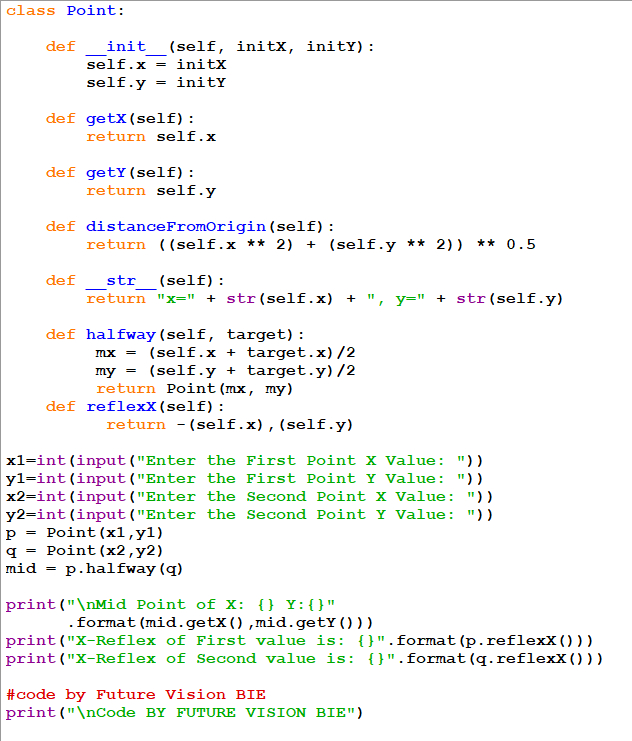 class Point:

    def __init__(self, initX, initY):
        self.x = initX
        self.y = initY

    def getX(self):
        return self.x

    def getY(self):
        return self.y

    def distanceFromOrigin(self):
        return ((self.x ** 2) + (self.y ** 2)) ** 0.5

    def __str__(self):
        return "x=" + str(self.x) + ", y=" + str(self.y)

    def halfway(self, target):
         mx = (self.x + target.x)/2
         my = (self.y + target.y)/2
         return Point(mx, my)
    def reflexX(self):
          return -(self.x),(self.y)

x1=int(input("Enter the First Point X Value: "))
y1=int(input("Enter the First Point Y Value: "))
x2=int(input("Enter the Second Point X Value: "))
y2=int(input("Enter the Second Point Y Value: "))
p = Point(x1,y1)
q = Point(x2,y2)
mid = p.halfway(q)

print("\nMid Point of X: {} Y:{}"
      .format(mid.getX(),mid.getY()))
print("X-Reflex of First value is: {}".format(p.reflexX()))
print("X-Reflex of Second value is: {}".format(q.reflexX()))

#code by Future Vision BIE
print("\nCode BY FUTURE VISION BIE")